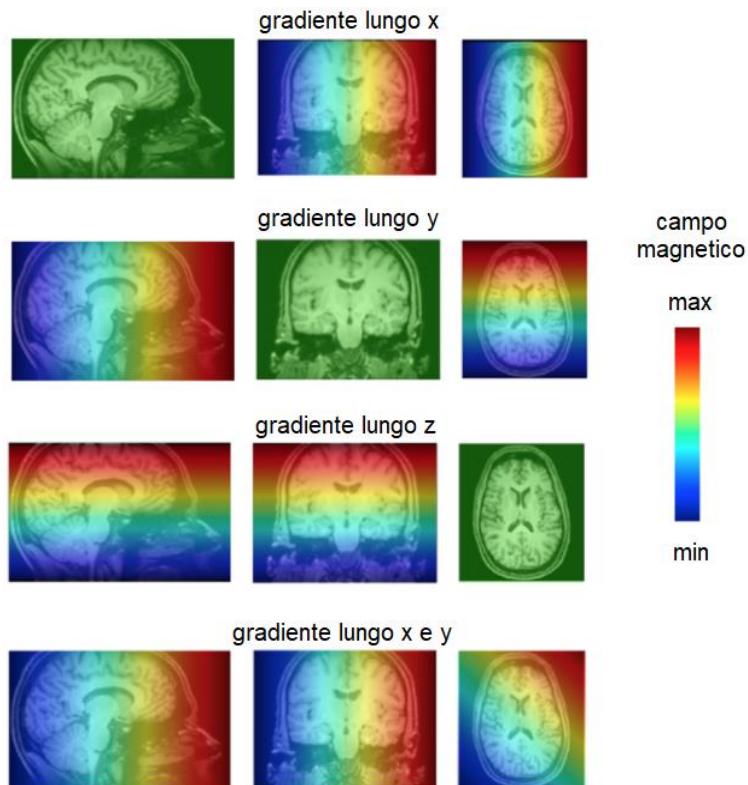 gradiente lungo x
gradiente lungo y
campo
magnetico
max
gradiente lungo z
min
gradiente lungo x e y